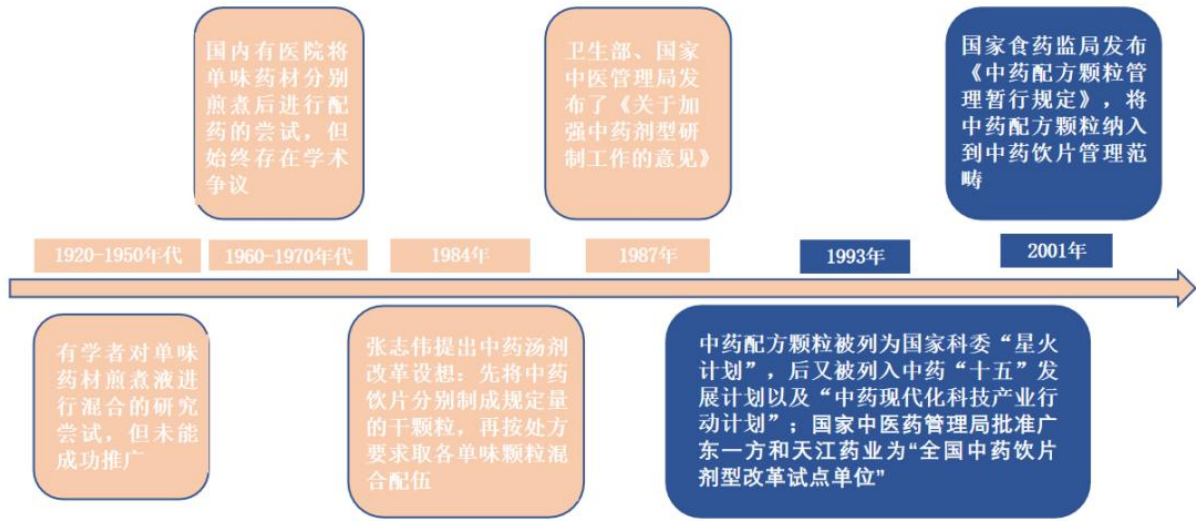 国内有医院将
单味药材分别
煎煮后进行配
药的尝试，但
始终存在学术
争议
卫生部、国家
中医管理局发
布了《关于加
强中药剂型研
制工作的意见》
国家食药监局发布
《中药配方颗粒管
理暂行规定》，将
中药配方颗粒纳入
到中药饮片管理范
畴
1920-1950年代
1960-1970年代
1984年
1987年
1993年
2001年
有学者对单味
药材煎煮液进
行混合的研究
尝试，但未能
成功推广
张志伟提出中药汤剂
改革设想：先将中药
饮片分别制成规定量
的干颗粒，再按处方
要求取各单味颗粒混
合配伍
中药配方颗粒被列为国家科委“星火
计划”，后又被列入中药“十五”发
展计划以及“中药现代化科技产业行
动计划”；国家中医药管理局批准广
东一方和天江药业为“全国中药饮片
剂型改革试点单位”